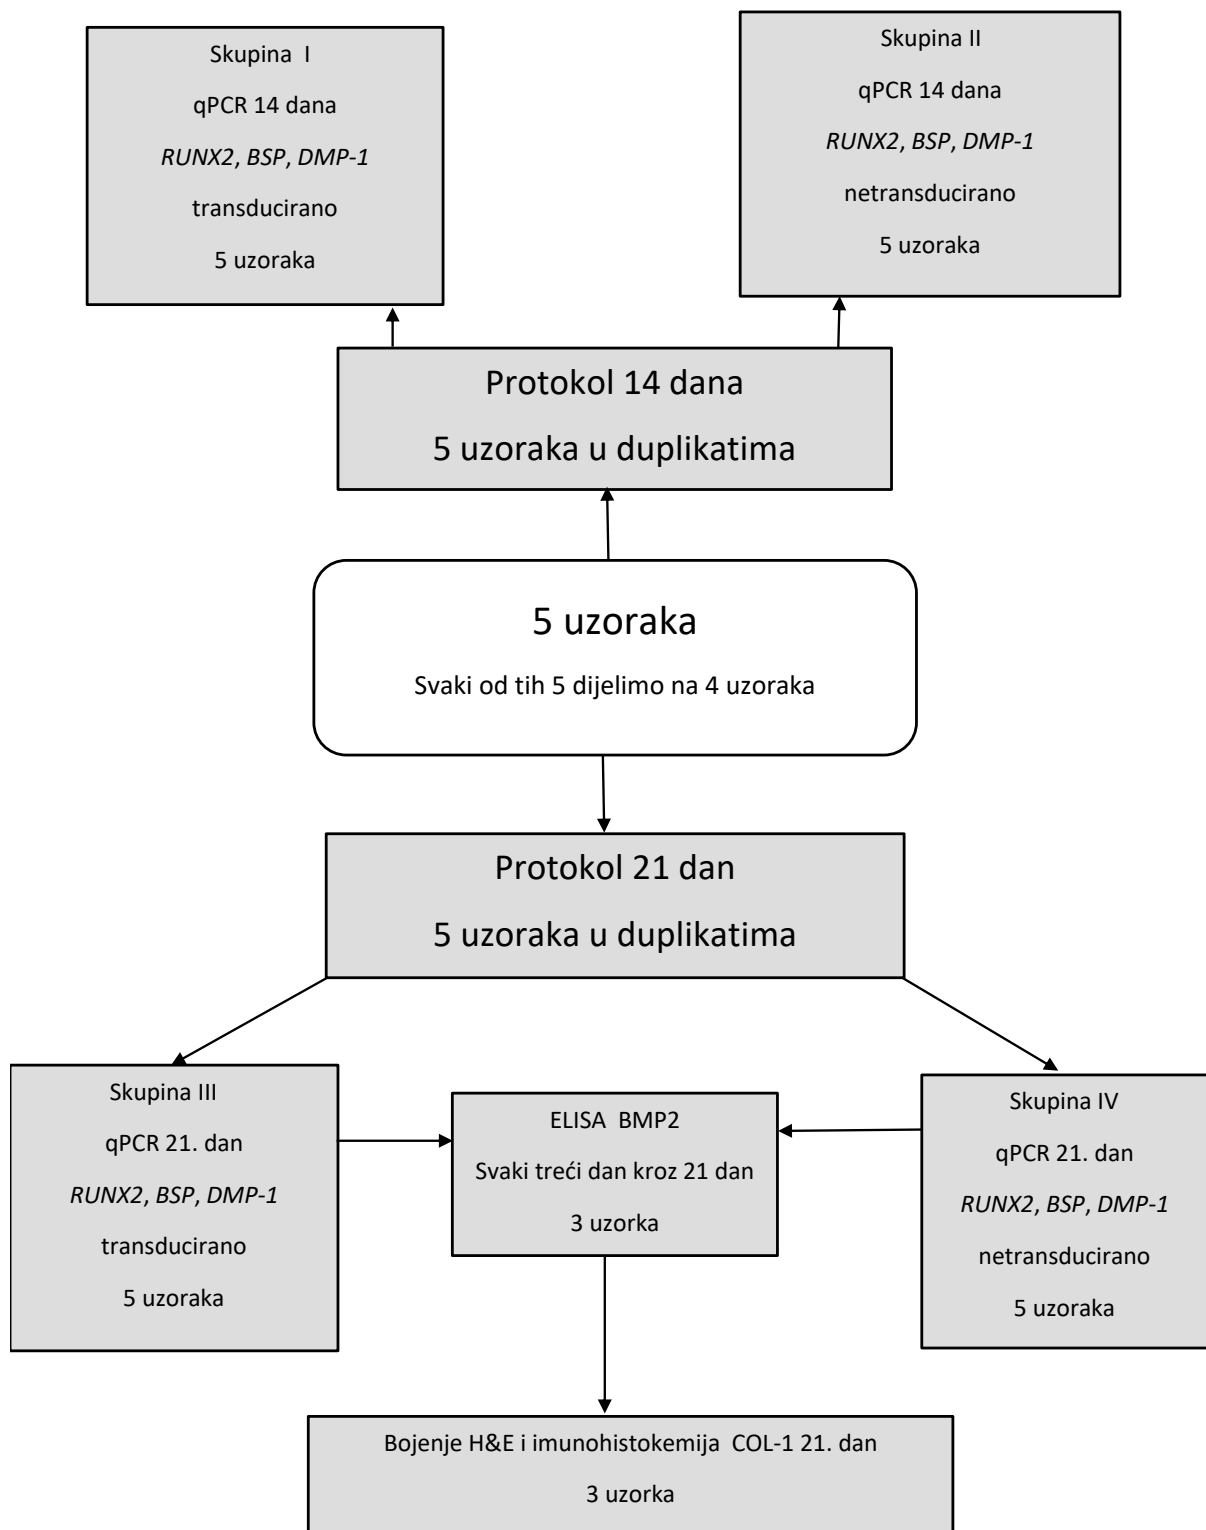 Skupina I
qPCR 14 dana
RUNX2, BSP, DMP-1
transducirano
5 uzoraka
Skupina II
qPCR 14 dana
RUNX2, BSP, DMP-1
netransducirano
5 uzoraka
Protokol 14 dana
5 uzoraka u duplikatima
5 uzoraka
Svaki od tih 5 dijelimo na 4 uzoraka
Protokol 21 dan
5 uzoraka u duplikatima
Skupina III
qPCR 21. dan
RUNX2, BSP, DMP-1
transducirano
5 uzoraka
ELISA BMP2
Svaki treći dan kroz 21 dan
3 uzorka
Skupina IV
qPCR 21. dan
RUNX2, BSP, DMP-1
netransducirano
5 uzoraka
Bojenje H&E i imunohistokemija COL-1 21. dan
3 uzorka